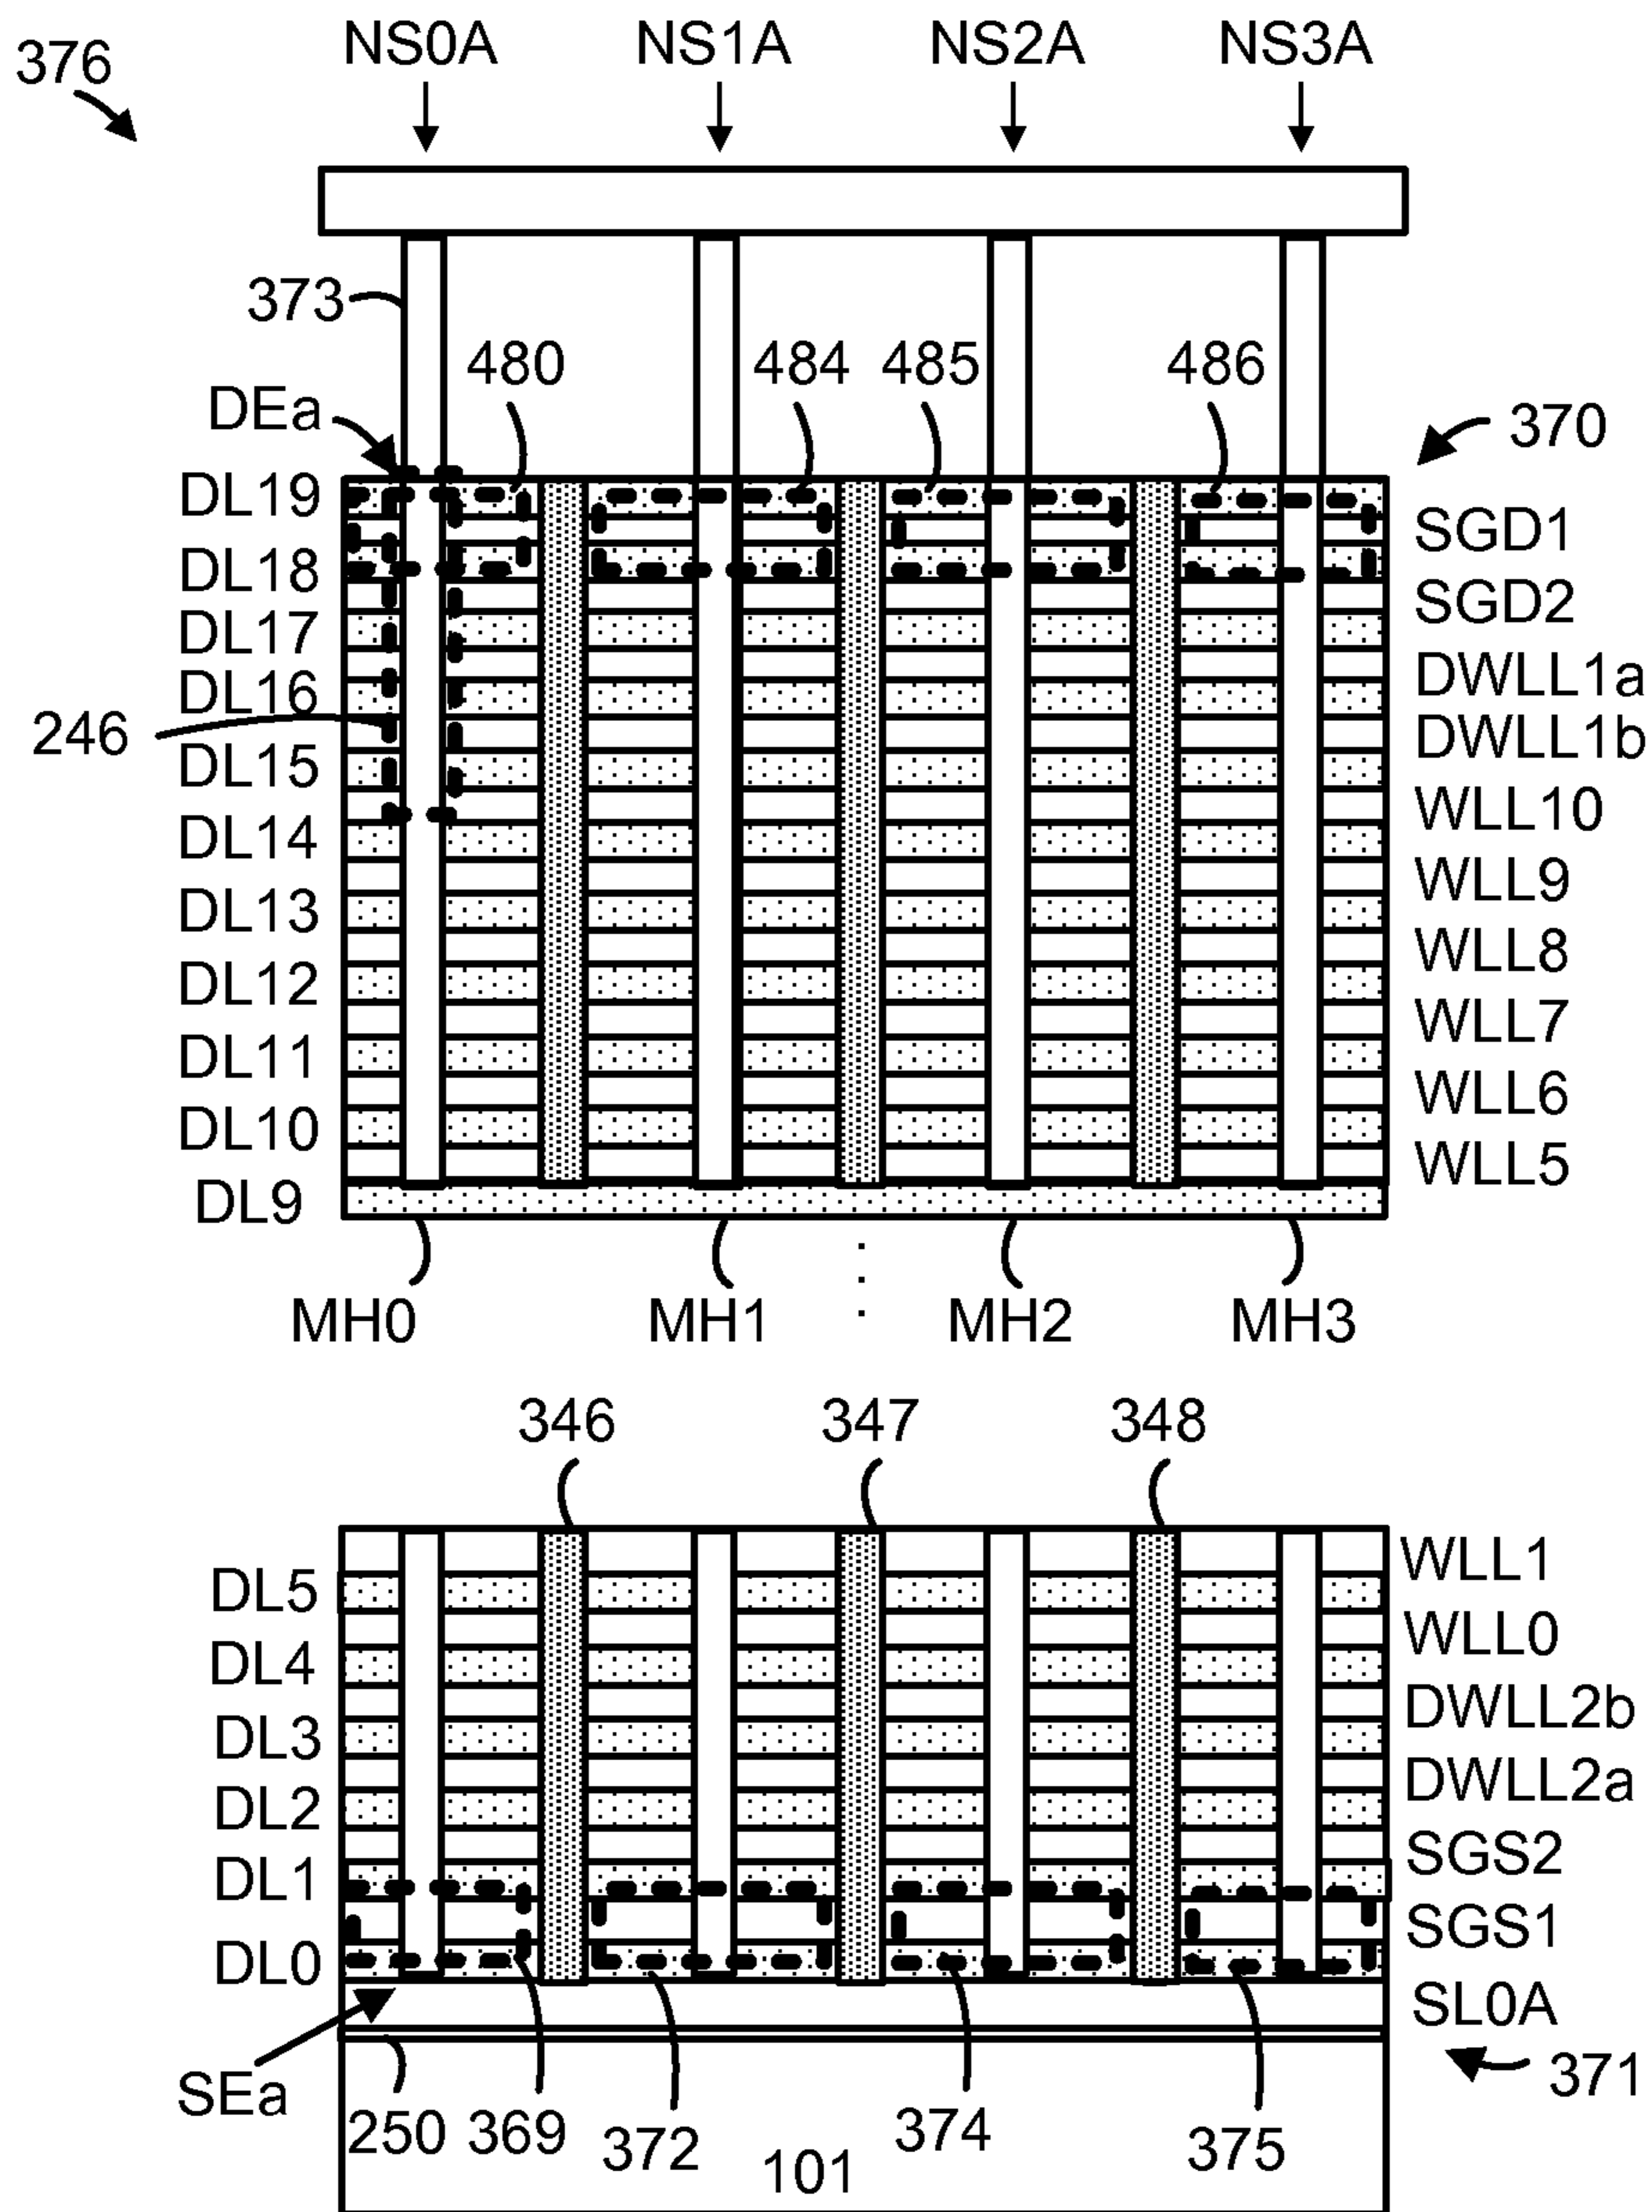 376
NS0A NS1A NS2A NS3A
373
480 484 485 486
DEa
370
DL19
SGD1
DL18
SGD2
DL17
DWLL1a
DL16
246
DWLL1b
DL15
WLL10
DL14
WLL9
DL13
WLL8
DL12
WLL7
DL11
WLL6
DL10
WLL5
DL9
MH0 MH1 MH2 MH3
346 347 348
WLL1
DL5
WLL0
DL4
DWLL2b
DL3
DWLL2a
DL2
SGS2
DL1
SGS1
DL0
SL0A
371
SEa
250 369 372 374 375
101